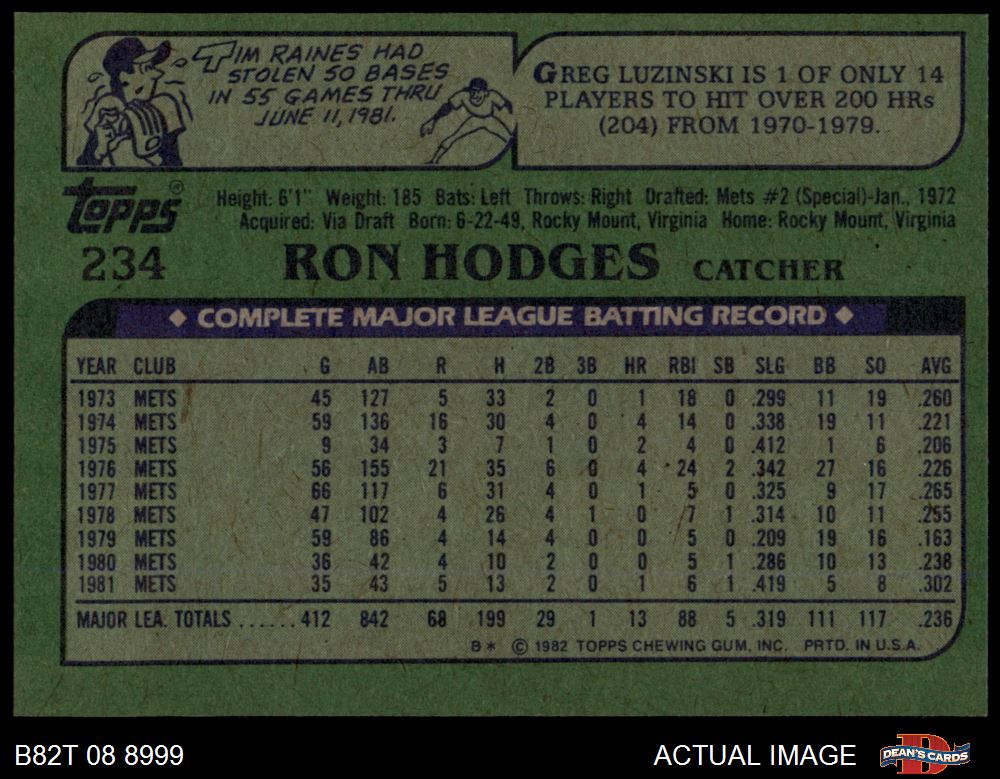 TIM RAINES HAD
STOLEN 50 BASES
IN 55 GAMES THRU
JUNE 11, 1981.
GREG LUZINSKI IS 1 OF ONLY 14
PLAYERS TO HIT OVER 200 HRs
(204) FROM 1970-1979.
Topps®
Height: 6'1" Weight: 185 Bats: Left Throws: Right Drafted: Mets #2 (Special)-Jan., 1972
Acquired: Via Draft Born: 6-22-49, Rocky Mount, Virginia Home: Rocky Mount, Virginia
234 RON HODGES CATCHER
◆ COMPLETE MAJOR LEAGUE BATTING RECORD ◆
YEAR CLUB G AB R H 2B 3B HR RBI SB SLG BB SO AVG
1973 METS 45 127 5 33 2 0 1 18 0 .299 11 19 .260
1974 METS 59 136 16 30 4 0 4 14 0 .338 19 11 .221
1975 METS 9 34 3 7 1 0 2 4 0 .412 1 6 .206
1976 METS 56 155 21 35 6 0 4 24 2 .342 27 16 .226
1977 METS 66 117 6 31 4 0 1 5 0 .325 9 17 .265
1978 METS 47 102 4 26 4 1 0 7 1 .314 10 11 .255
1979 METS 59 86 4 14 4 0 0 5 0 .209 19 16 .163
1980 METS 36 42 4 10 2 0 0 5 1 .286 10 13 .238
1981 METS 35 43 5 13 2 0 1 6 1 .419 5 8 .302
MAJOR LEA. TOTALS ......412 842 68 199 29 1 13 88 5 .319 111 117 .236
B* © 1982 TOPPS CHEWING GUM, INC. PRTD. IN U.S.A.
B82T 08 8999 ACTUAL IMAGE
D
DEAN'S CARDS